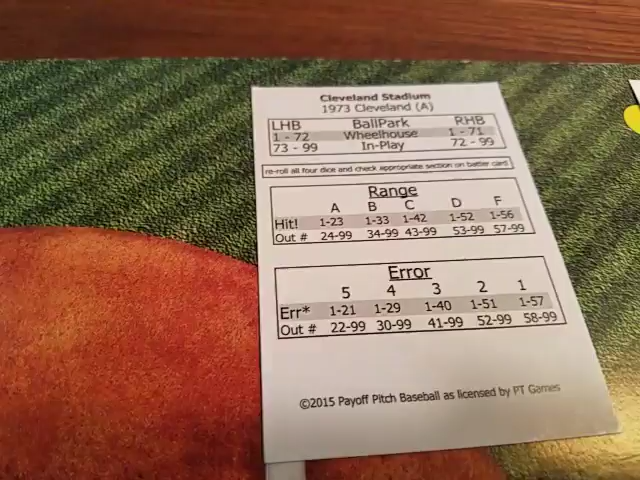 Cleveland Stadium
1973 Cleveland (A)
LHB BallPark RHB
1 - 72 Wheelhouse 1 - 71
73 - 99 In-Play 72 - 99
re-roll all four dice and check appropriate section on batter card
Range
A B C D F
Hit! 1-23 1-33 1-42 1-52 1-56
Out # 24-99 34-99 43-99 53-99 57-99
Error
5 4 3 2 1
Err* 1-21 1-29 1-40 1-51 1-57
Out # 22-99 30-99 41-99 52-99 58-99
©2015 Payoff Pitch Baseball as licensed by PT Games